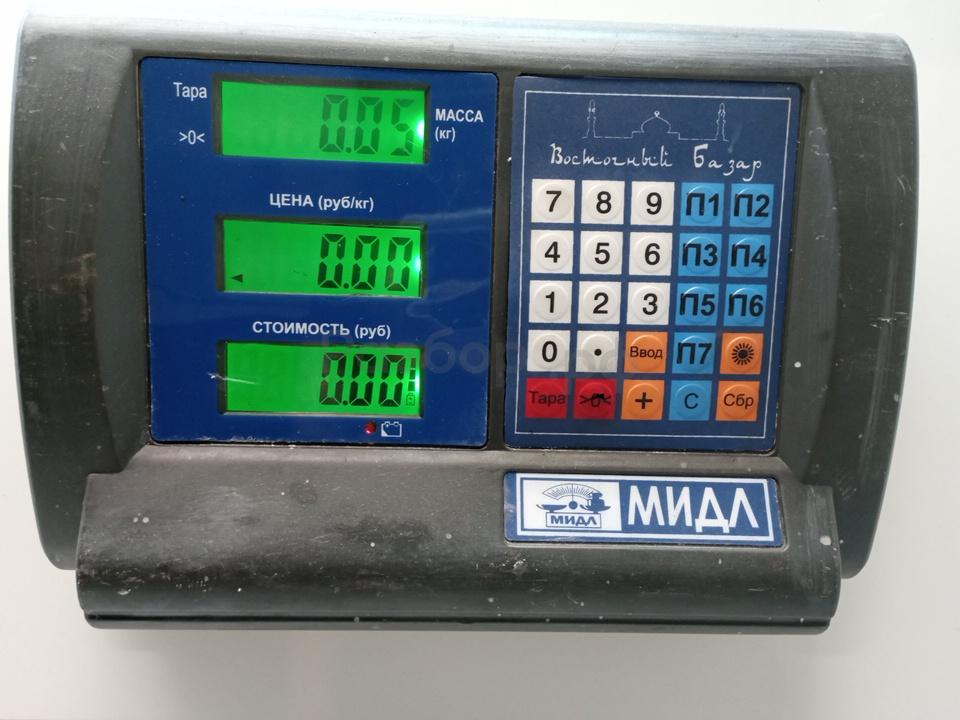 Тара
0.05
МАССА
(кг)
>0<
ЦЕНА (руб/кг)
0.00
СТОИМОСТЬ (руб)
0.00
Восточный Базар
7 8 9 П1 П2
4 5 6 П3 П4
1 2 3 П5 П6
0 . Ввод П7
Тара >0< + С Сбр
МИДЛ МИДЛ